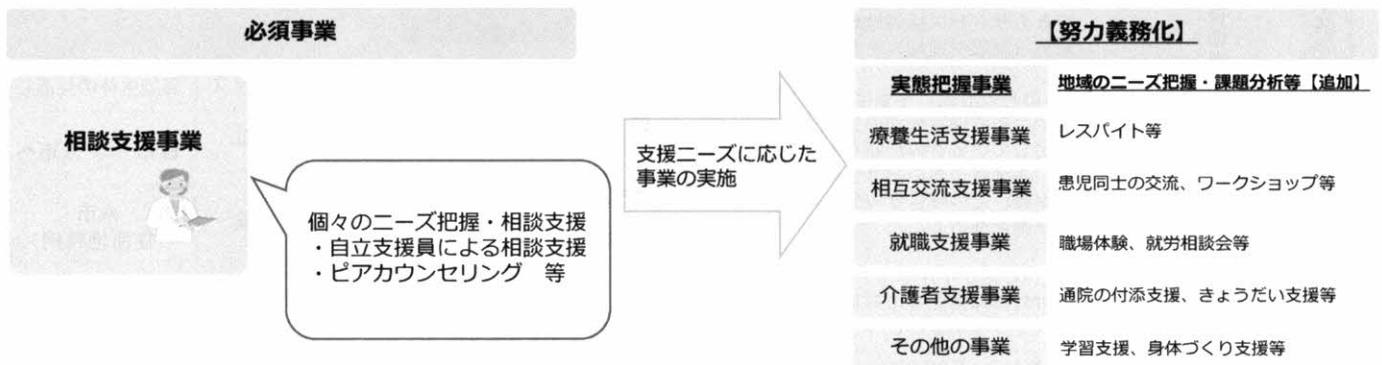 必須事業
相談支援事業
個々のニーズ把握・相談支援
・自立支援員による相談支援
・ピアカウンセリング　等
支援ニーズに応じた
事業の実施
【努力義務化】
実態把握事業　地域のニーズ把握・課題分析等【追加】
療養生活支援事業　レスパイト等
相互交流支援事業　患児同士の交流、ワークショップ等
就職支援事業　職場体験、就労相談会等
介護者支援事業　通院の付添支援、きょうだい支援等
その他の事業　学習支援、身体づくり支援等